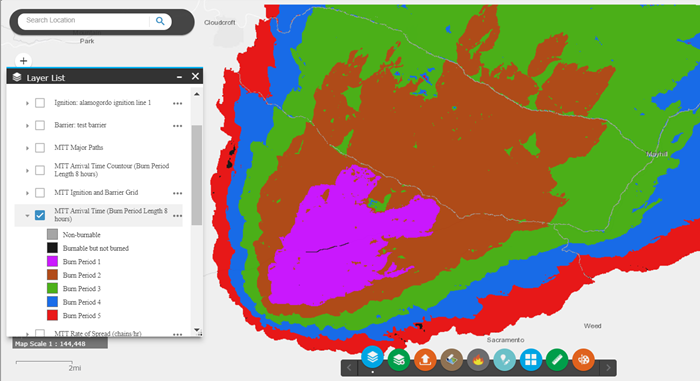 Search Location
Cloudcroft
Park
Layer List
Ignition: alamogordo ignition line 1
Barrier: test barrier
MTT Major Paths
MTT Arrival Time Countour (Burn Period
Length 8 hours)
MTT Ignition and Barrier Grid
MTT Arrival Time (Burn Period Length 8
hours)
Non-burnable
Burnable but not burned
Burn Period 1
Burn Period 2
Burn Period 3
Burn Period 4
Burn Period 5
MTT Rate of Spread (chains/hr)
Map Scale 1 : 144,448
2mi
Mayhill
Weed
Sacramento